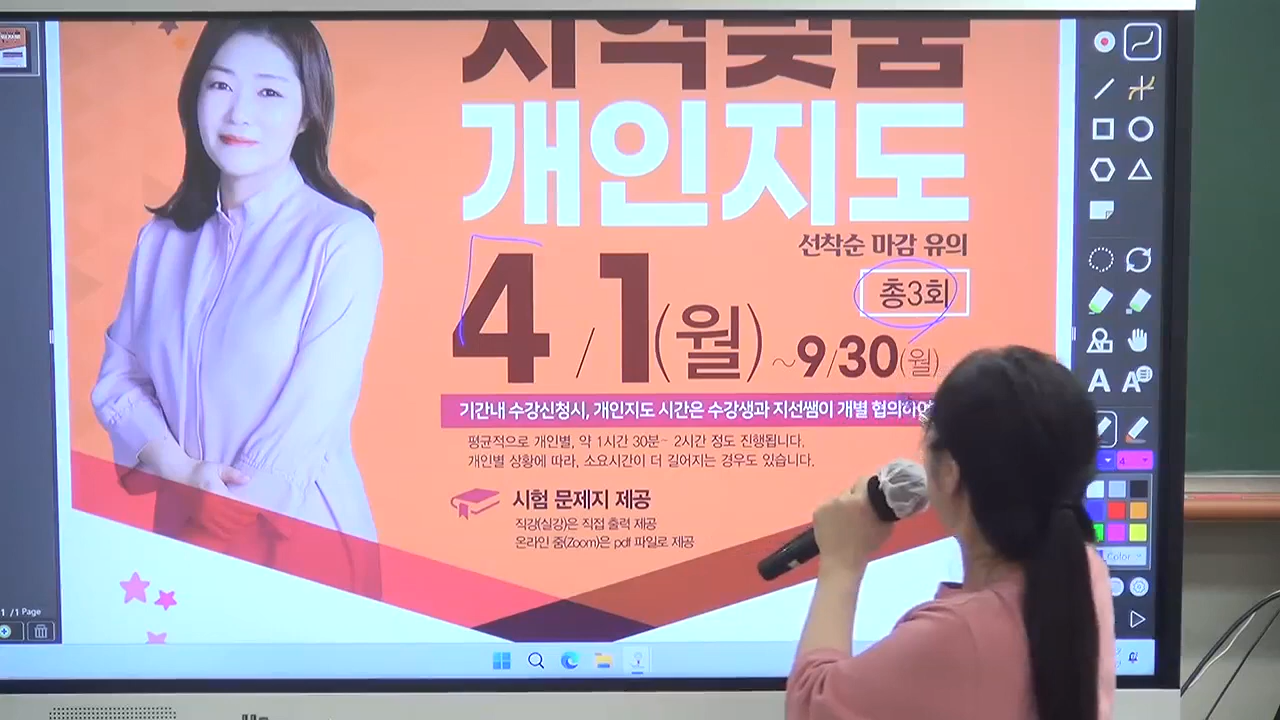 지역맞춤
개인지도
선착순 마감 유의
총3회
4/1(월)~9/30(월)
기간내 수강신청시, 개인지도 시간은 수강생과 지선쌤이 개별 협의하여
평균적으로 개인별, 약 1시간 30분~ 2시간 정도 진행됩니다.
개인별 상황에 따라, 소요시간이 더 길어지는 경우도 있습니다.
시험 문제지 제공
직강(실강)은 직접 출력 제공
온라인 줌(Zoom)은 pdf 파일로 제공
1 /1 Page
A A
4
Color